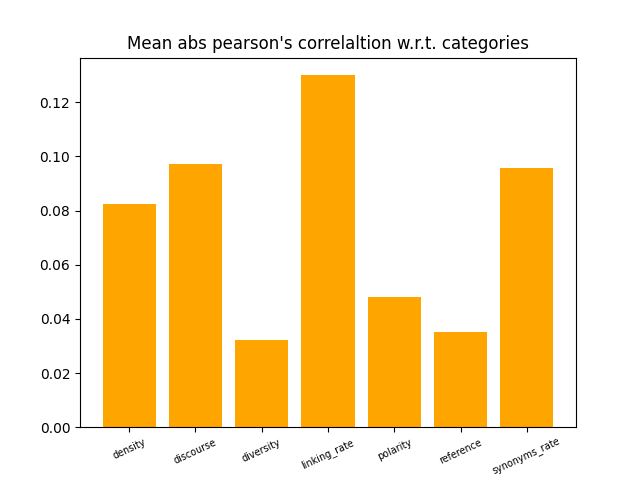 Mean abs pearson's correlaltion w.r.t. categories
0.12
0.10
0.08
0.06
0.04
0.02
0.00
density
discourse
diversity
linking_rate
polarity
reference
synonyms_rate